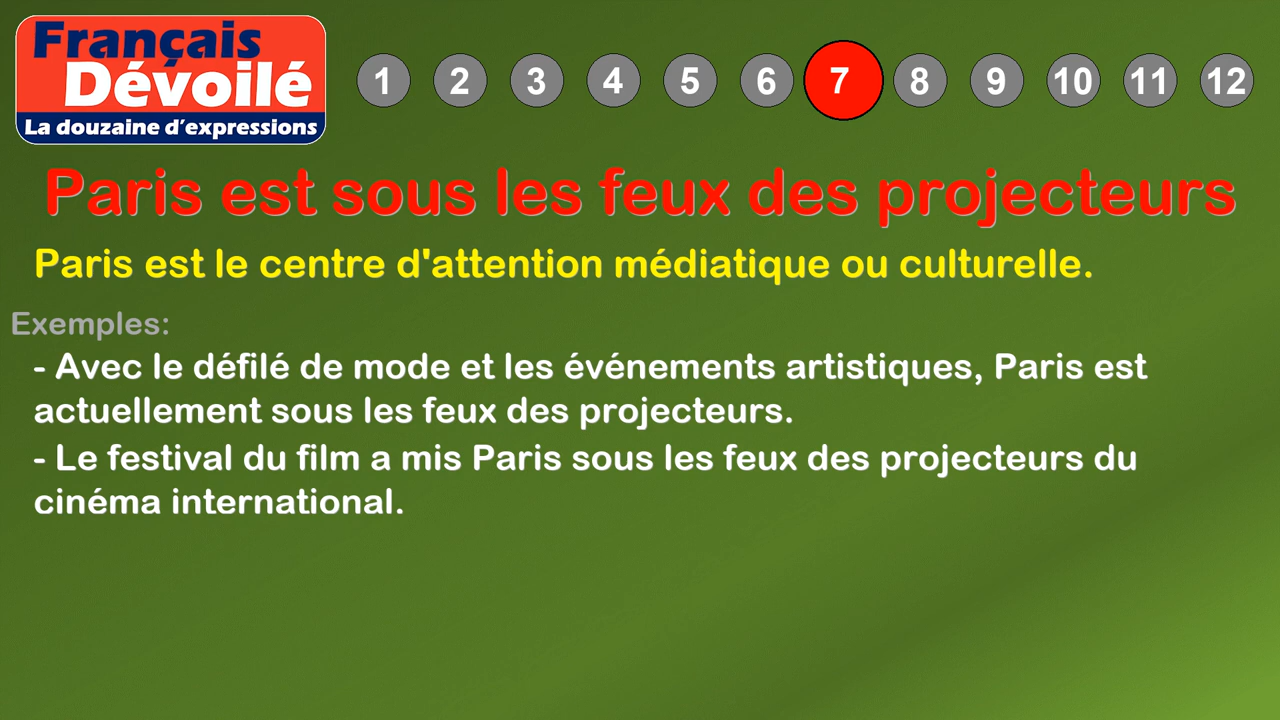 Français
Dévoilé
La douzaine d'expressions
1 2 3 4 5 6 7 8 9 10 11 12
Paris est sous les feux des projecteurs
Paris est le centre d'attention médiatique ou culturelle.
Exemples:
- Avec le défilé de mode et les événements artistiques, Paris est
actuellement sous les feux des projecteurs.
- Le festival du film a mis Paris sous les feux des projecteurs du
cinéma international.